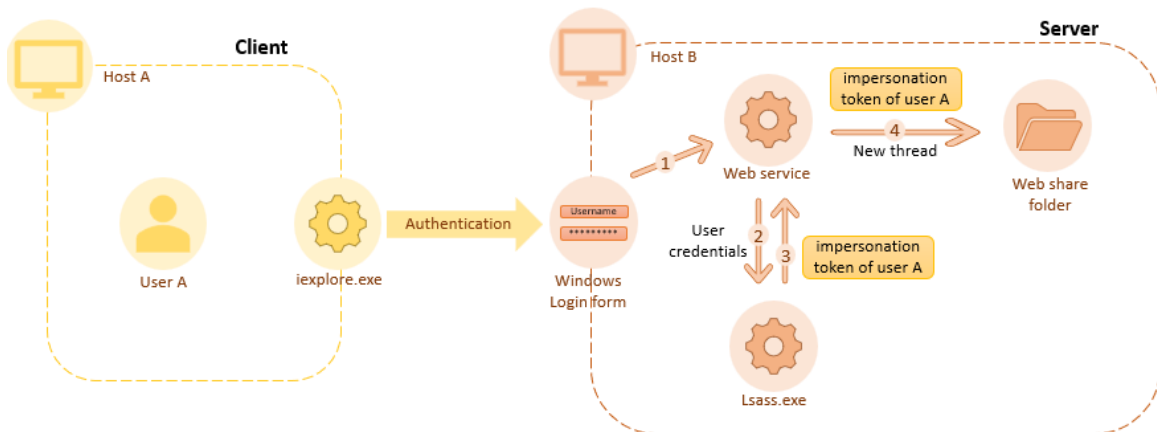 Client
Host A
User A
iexplore.exe
Authentication
Server
Host B
Username
*********
Windows
Login form
1
Web service
impersonation
token of user A
4
New thread
Web share
folder
User
credentials
2
3
impersonation
token of user A
Lsass.exe